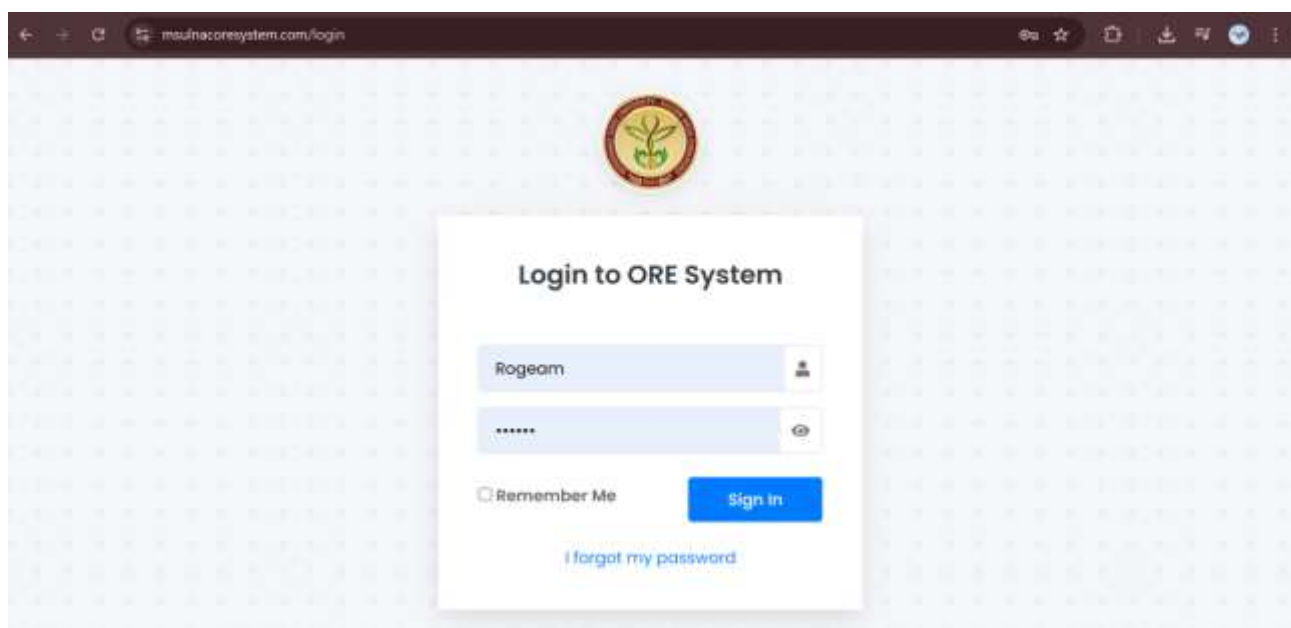 msulnacoresystem.com/login
Login to ORE System
Rogeam
••••••
Remember Me
Sign In
I forgot my password